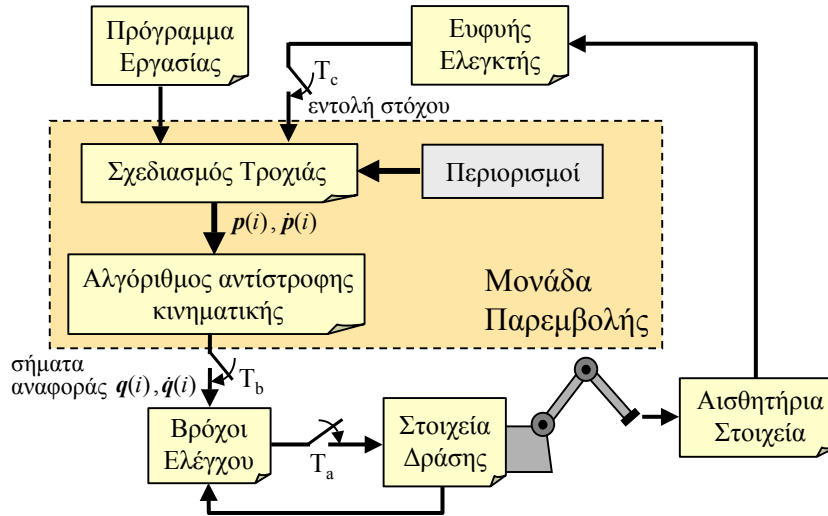 Πρόγραμμα
Εργασίας
Ευφυής
Ελεγκτής
T_c
εντολή στόχου
Σχεδιασμός Τροχιάς
Περιορισμοί
p(i), ṗ(i)
Αλγόριθμος αντίστροφης
κινηματικής
Μονάδα
Παρεμβολής
σήματα
αναφοράς q(i), q̇(i)
T_b
Βρόχοι
Ελέγχου
T_a
Στοιχεία
Δράσης
Αισθητήρια
Στοιχεία